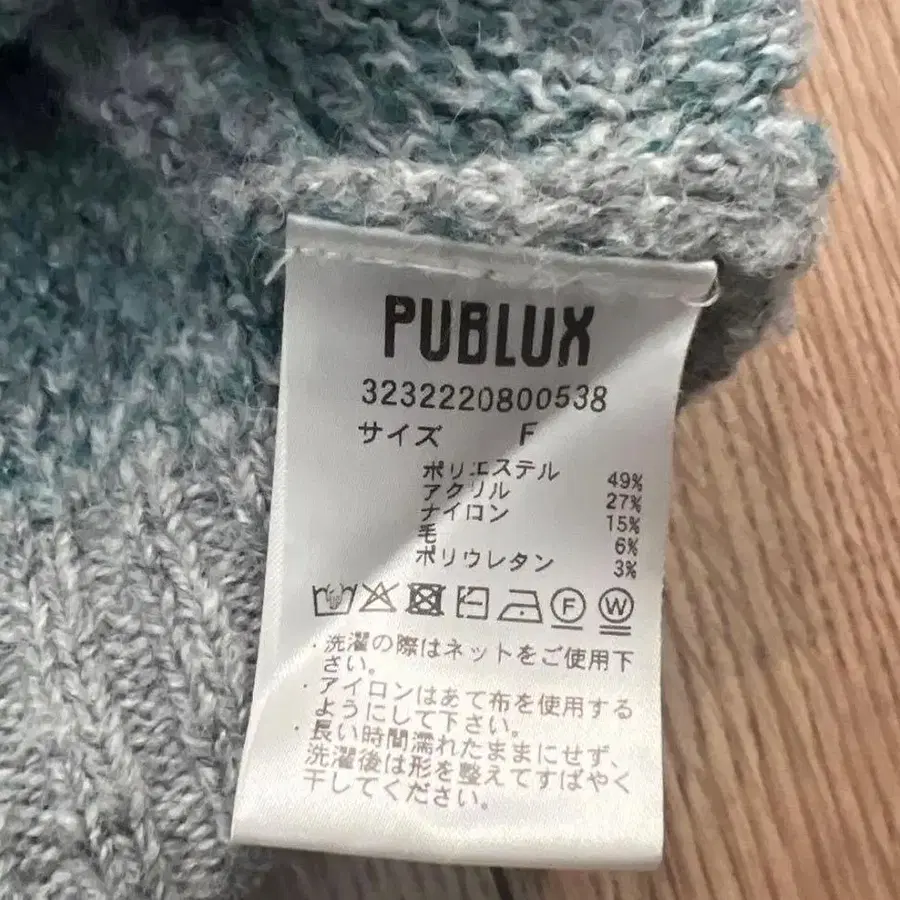 PUBLUX
3232220800538
サイズ F
ポリエステル 49%
アクリル 27%
ナイロン 15%
毛 6%
ポリウレタン 3%
F W
・洗濯の際はネットをご使用下
さい。
・アイロンはあて布を使用する
ようにして下さい。
・長い時間濡れたままにせず、
洗濯後は形を整えてすばやく
干してください。